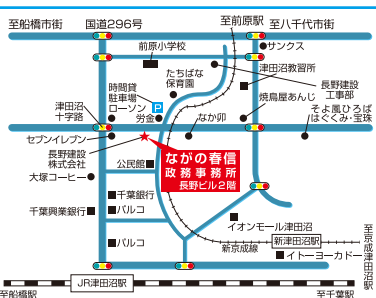 至船橋市街
国道296号
至前原駅
至八千代市街
サンクス
前原小学校
津田沼教習所
たちばな
保育園
長野建設
工事部
時間貸
駐車場
P
ローソン
焼鳥屋あんじ
津田沼
十字路
労金
なか卯
そよ風ひろば
はぐくみ・宝珠
セブンイレブン
長野建設
株式会社
ながの春信
政務事務所
長野ビル2階
公民館
大塚コーヒー
千葉銀行
パルコ
千葉興業銀行
イオンモール津田沼
パルコ
新京成線
新津田沼駅
イトーヨーカドー
至京成津田沼駅
JR津田沼駅
至船橋駅
至千葉駅